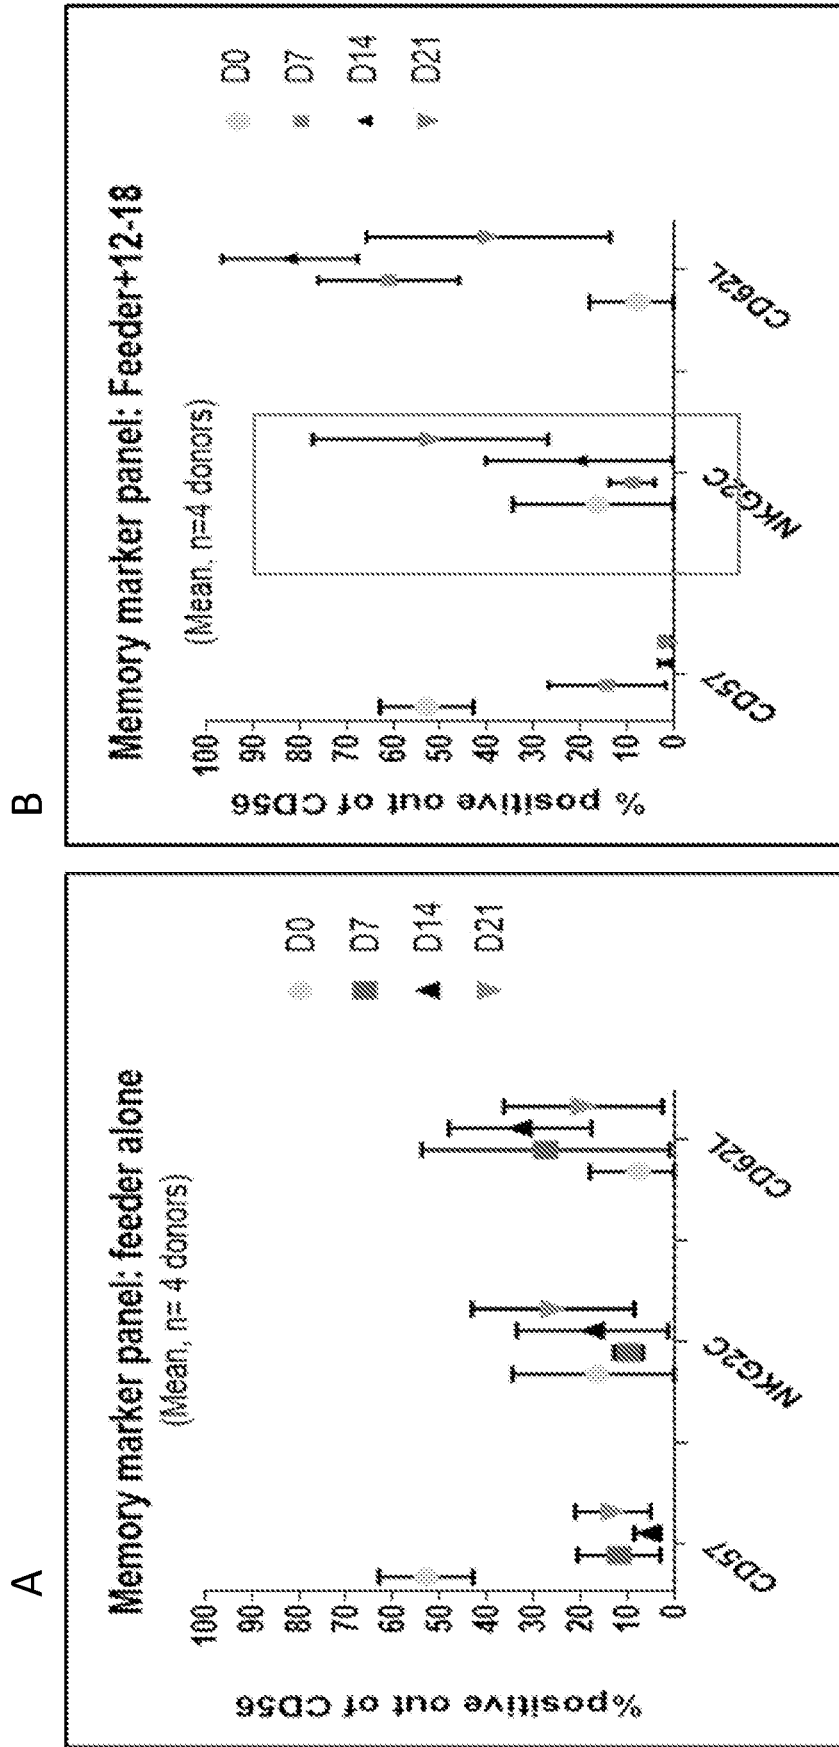 A
Memory marker panel: feeder alone
(Mean, n= 4 donors)
%positive out of CD56
100
90
80
70
60
50
40
30
20
10
0
CD57
NKG2C
CD62L
D0
D7
D14
D21
B
Memory marker panel: Feeder+12-18
(Mean, n=4 donors)
% positive out of CD56
100
90
80
70
60
50
40
30
20
10
0
CD57
NKG2C
CD62L
D0
D7
D14
D21